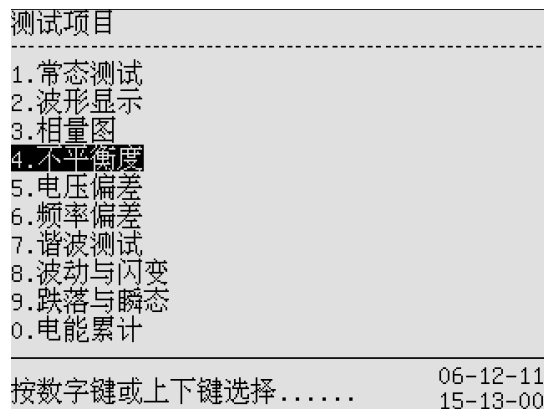 测试项目
1.常态测试
2.波形显示
3.相量图
4.不平衡度
5.电压偏差
6.频率偏差
7.谐波测试
8.波动与闪变
9.跌落与瞬态
0.电能累计
按数字键或上下键选择......
06-12-11
15-13-00